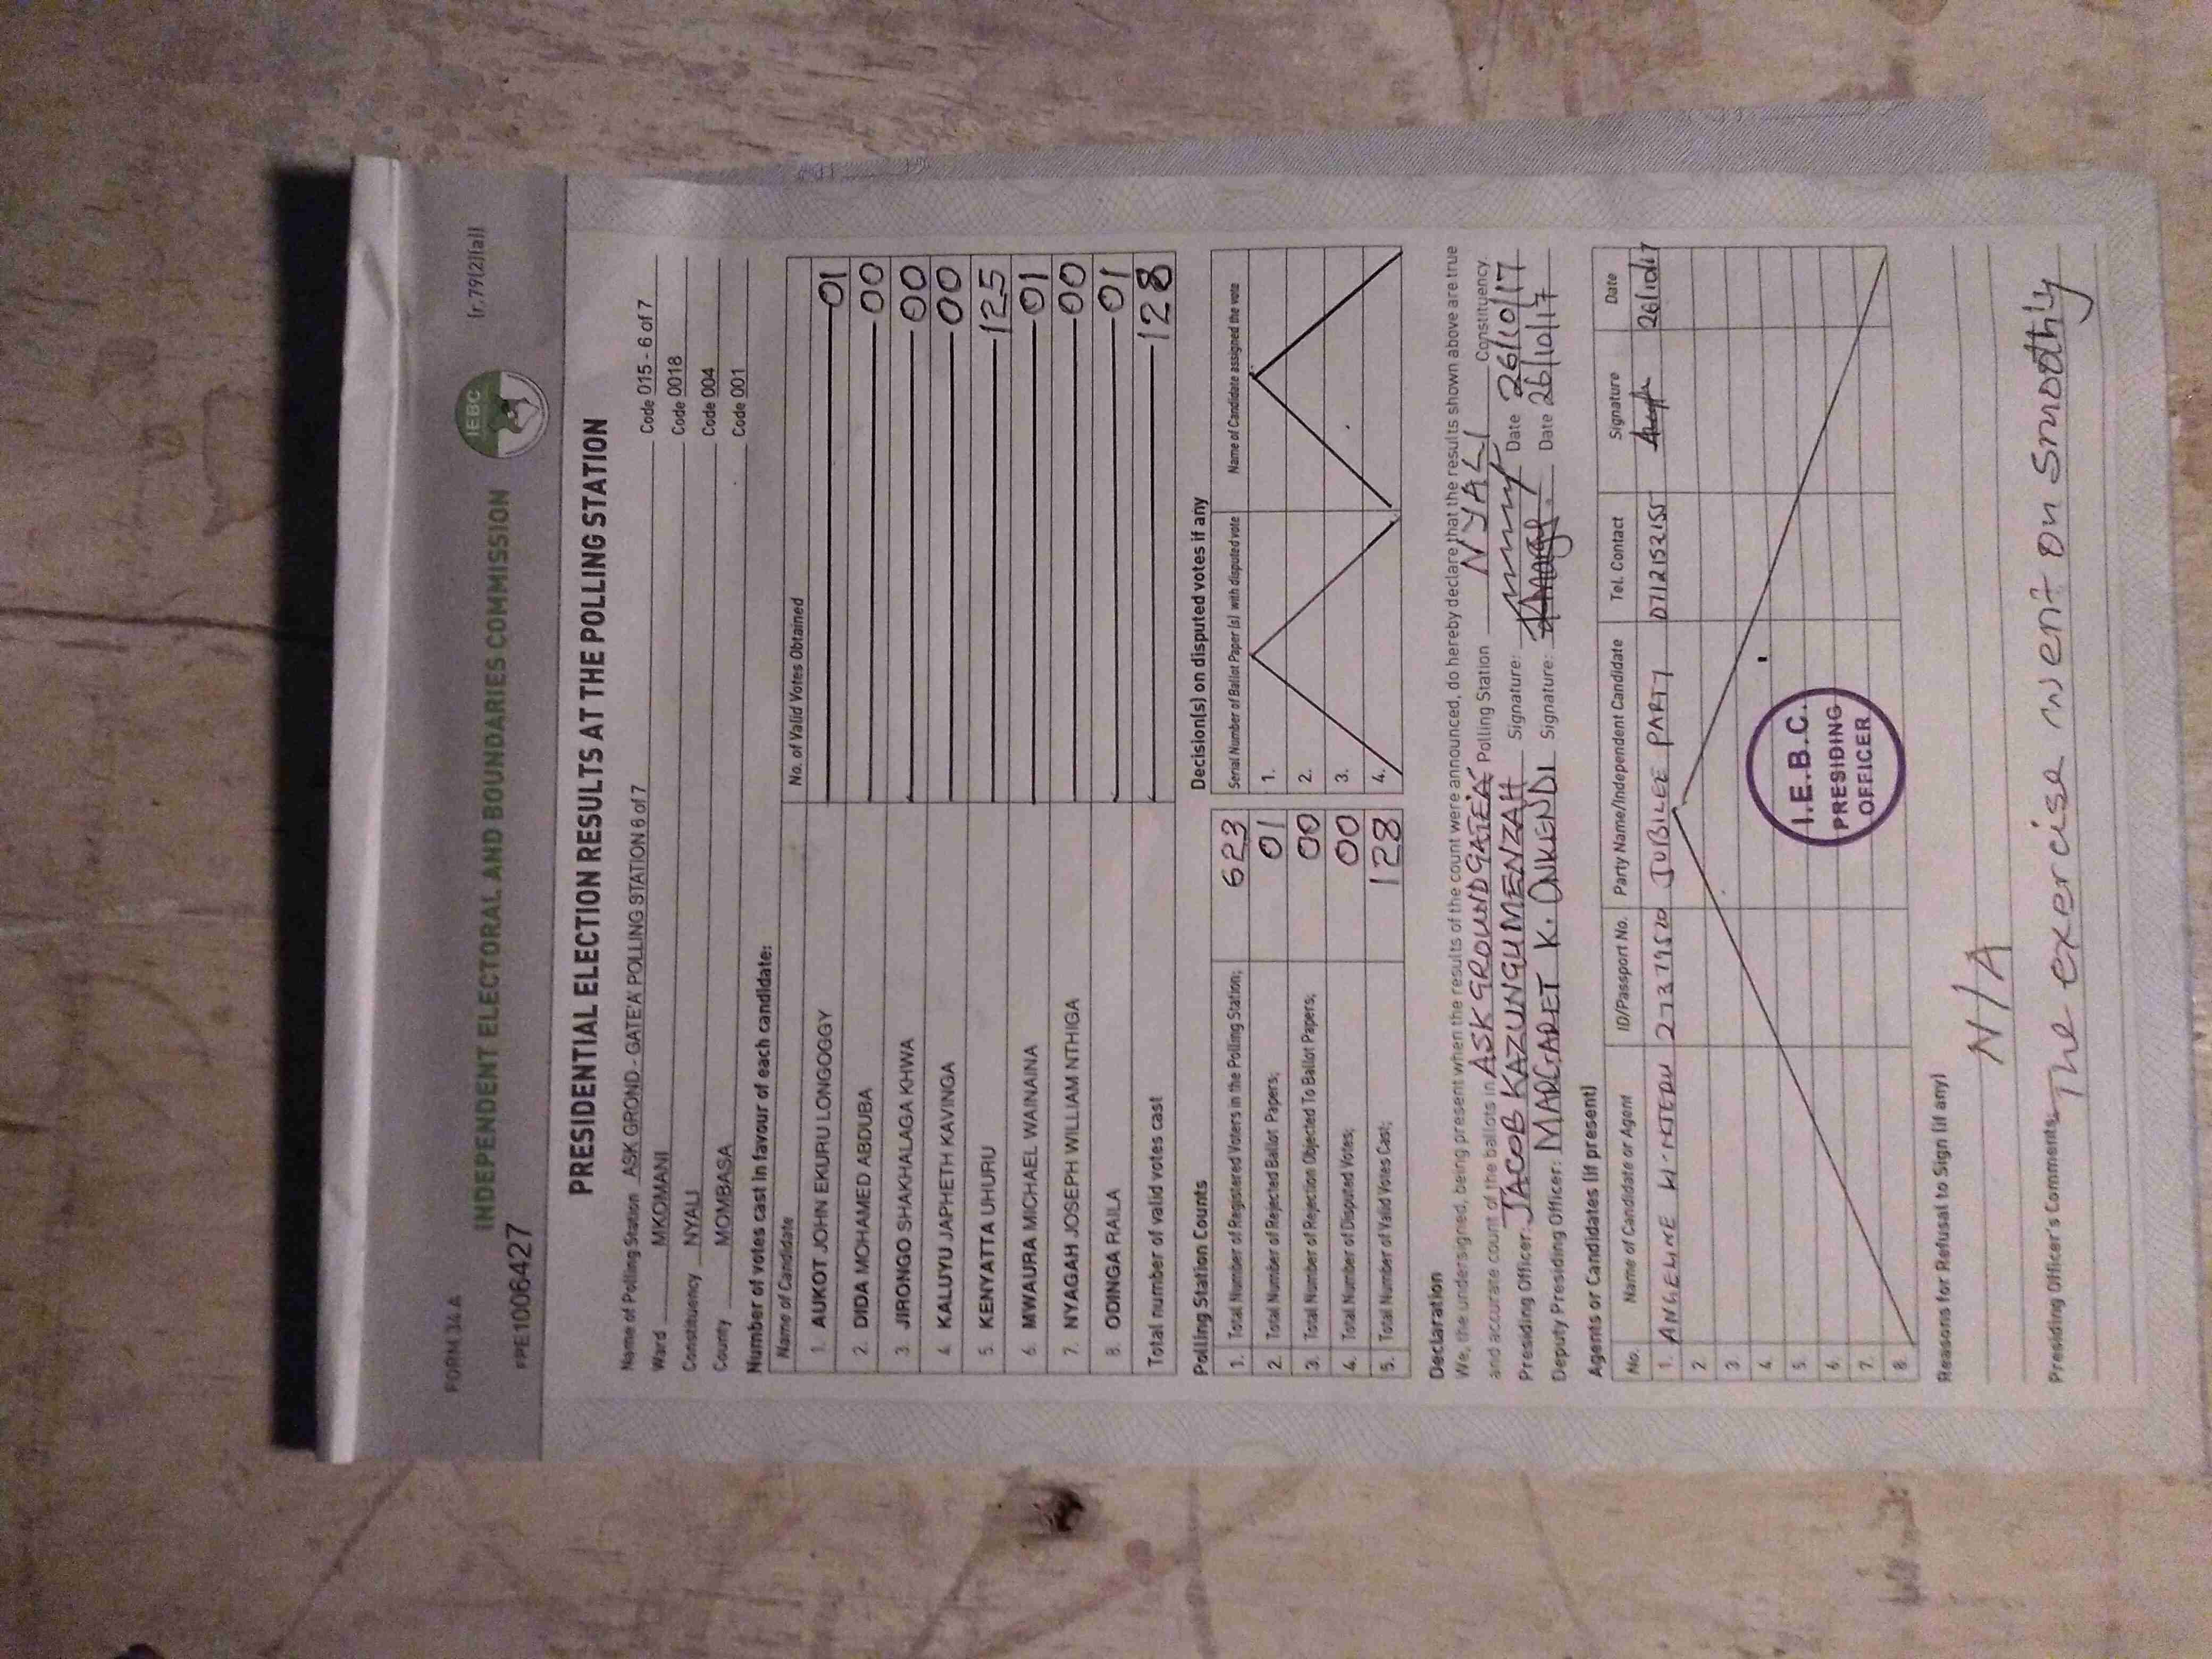 FORM 34 A
[r.79(2)(a)]
INDEPENDENT ELECTORAL AND BOUNDARIES COMMISSION
IEBC
FPE1006427
PRESIDENTIAL ELECTION RESULTS AT THE POLLING STATION
Name of Polling Station ASK GROND - GATE'A' POLLING STATION 6 of 7 Code 015 - 6 of 7
Ward MKOMANI Code 0018
Constituency NYALI Code 004
County MOMBASA Code 001
Number of votes cast in favour of each candidate:
Name of Candidate No. of Valid Votes Obtained
1. AUKOT JOHN EKURU LONGOGGY 01
2. DIDA MOHAMED ABDUBA 00
3. JIRONGO SHAKHALAGA KHWA 00
4. KALUYU JAPHETH KAVINGA 00
5. KENYATTA UHURU 125
6. MWAURA MICHAEL WAINAINA 01
7. NYAGAH JOSEPH WILLIAM NTHIGA 00
8. ODINGA RAILA 01
Total number of valid votes cast 128
Polling Station Counts
1. Total Number of Registered Voters in the Polling Station; 623
2. Total Number of Rejected Ballot Papers; 01
3. Total Number of Rejection Objected To Ballot Papers; 00
4. Total Number of Disputed Votes; 00
5. Total Number of Valid Votes Cast; 128
Decision(s) on disputed votes if any
Serial Number of Ballot Paper (s) with disputed vote Name of Candidate assigned the vote
1.
2.
3.
4.
Declaration
We, the undersigned, being present when the results of the count were announced, do hereby declare that the results shown above are true
and accurate count of the ballots in ASK GROUND GATE'A' Polling Station NYALI Constituency
Presiding Officer: JACOB KAZUNGU MENZAH Signature: Date 26/10/17
Deputy Presiding Officer: MARGARET K. ONKENDI Signature: Date 26/10/17
Agents or Candidates (if present)
No. Name of Candidate or Agent ID/Passport No. Party Name/Independent Candidate Tel. Contact Signature Date
1. ANGELINE 27379520 JUBILEE PARTY 0712152155 26/10/17
2.
3.
4.
5.
6.
7.
8.
I.E.B.C.
PRESIDING
OFFICER
Reasons for Refusal to Sign (if any)
N/A
Presiding Officer's Comments The exercise went on smoothly